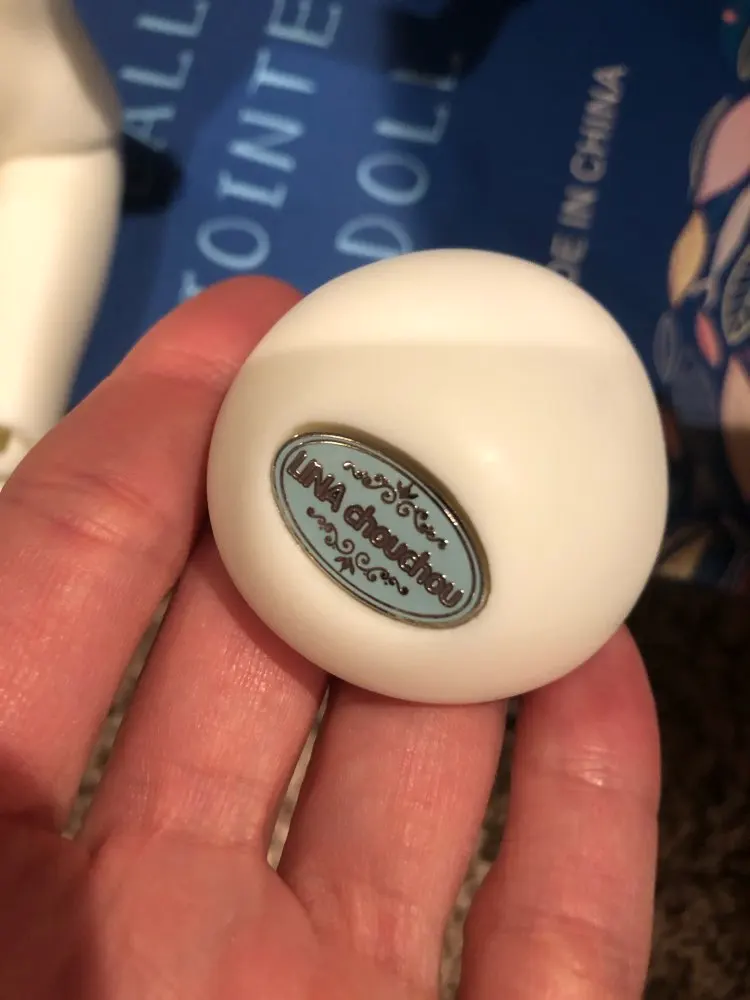 ALL
JOINTE
DOLL
DE IN CHINA
LINA chouchou